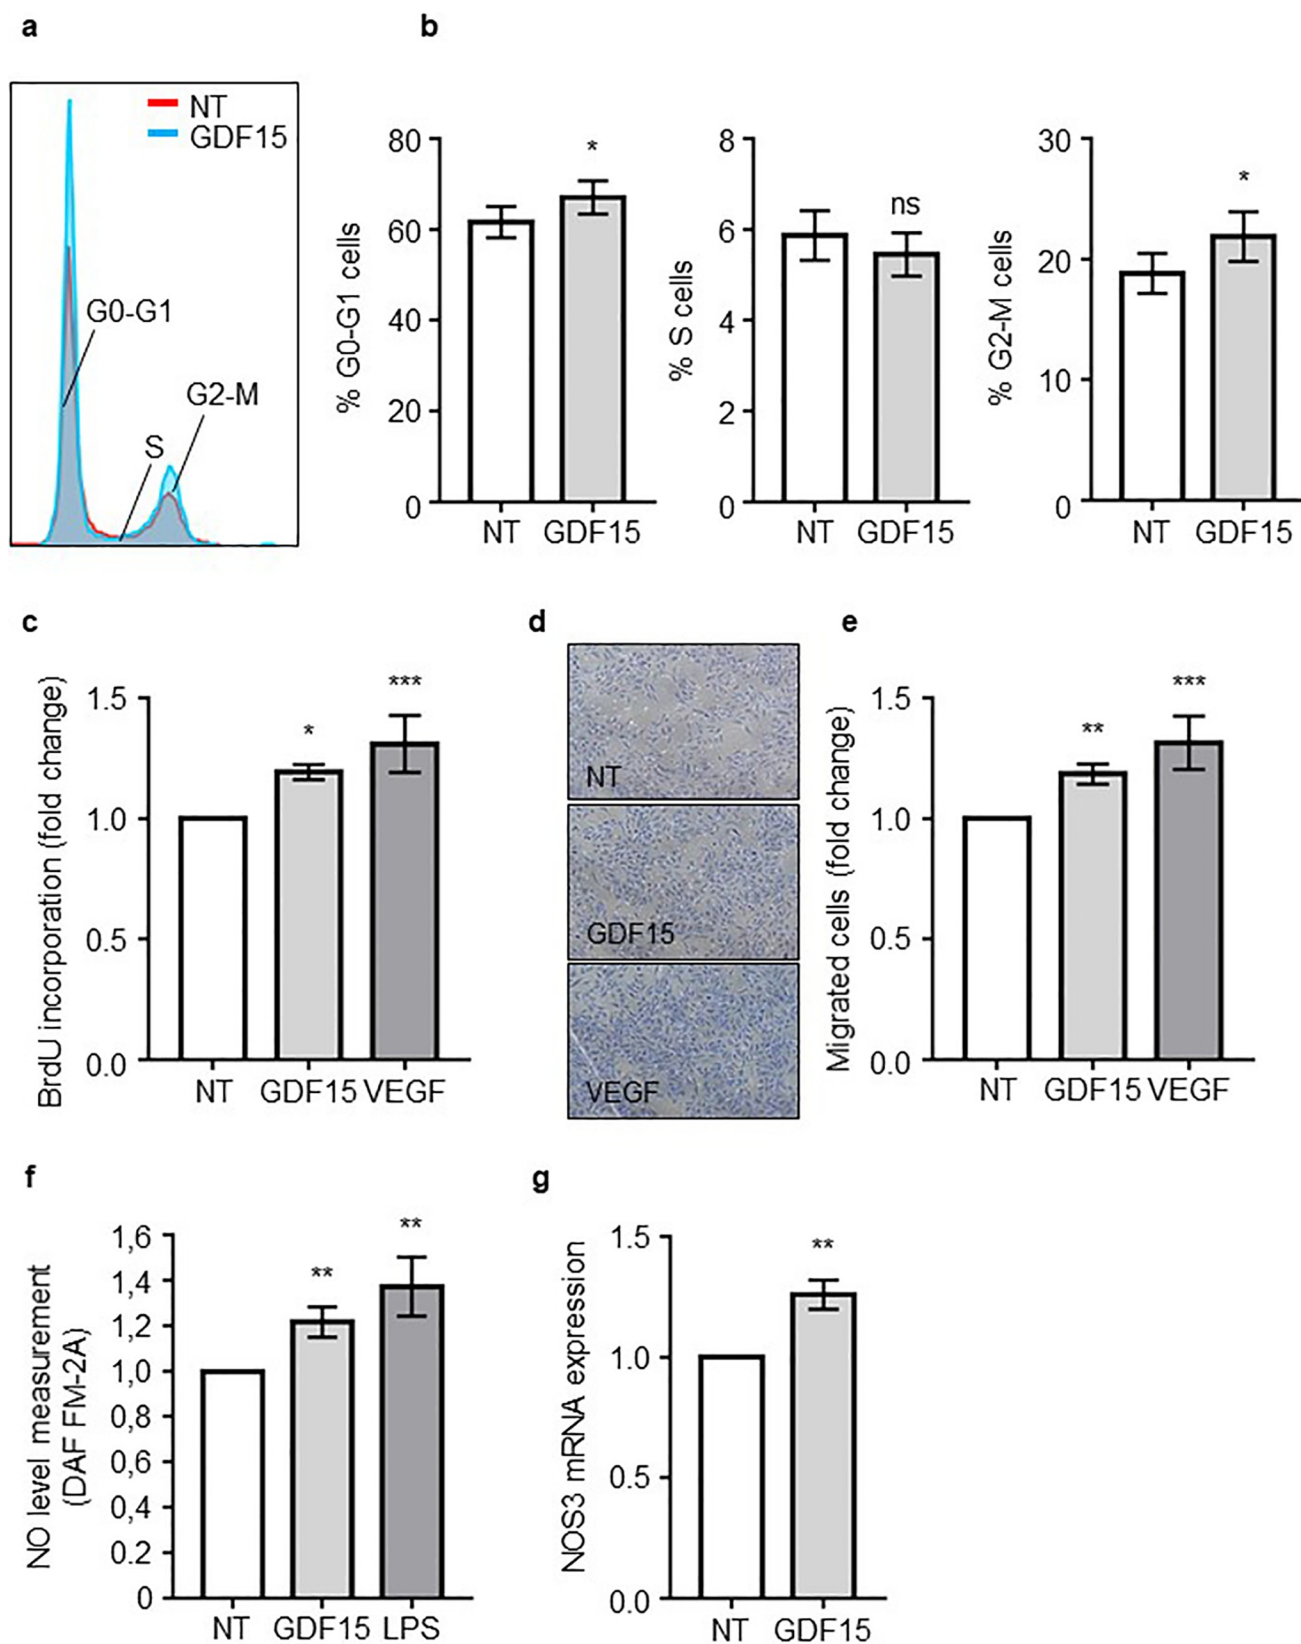 a
NT
GDF15
G0-G1
G2-M
S
b
% G0-G1 cells
80
60
40
20
0
*
NT GDF15
% S cells
8
6
4
2
0
ns
NT GDF15
% G2-M cells
30
20
10
0
*
NT GDF15
c
BrdU incorporation (fold change)
1.5
1.0
0.5
0.0
*
***
NT GDF15 VEGF
d
NT
GDF15
VEGF
e
Migrated cells (fold change)
1.5
1.0
0.5
0.0
**
***
NT GDF15 VEGF
f
NO level measurement
(DAF FM-2A)
1,6
1,4
1,2
1,0
0,8
0,6
0,4
0.2
0
**
**
NT GDF15 LPS
g
NOS3 mRNA expression
1.5
1.0
0.5
0.0
**
NT GDF15